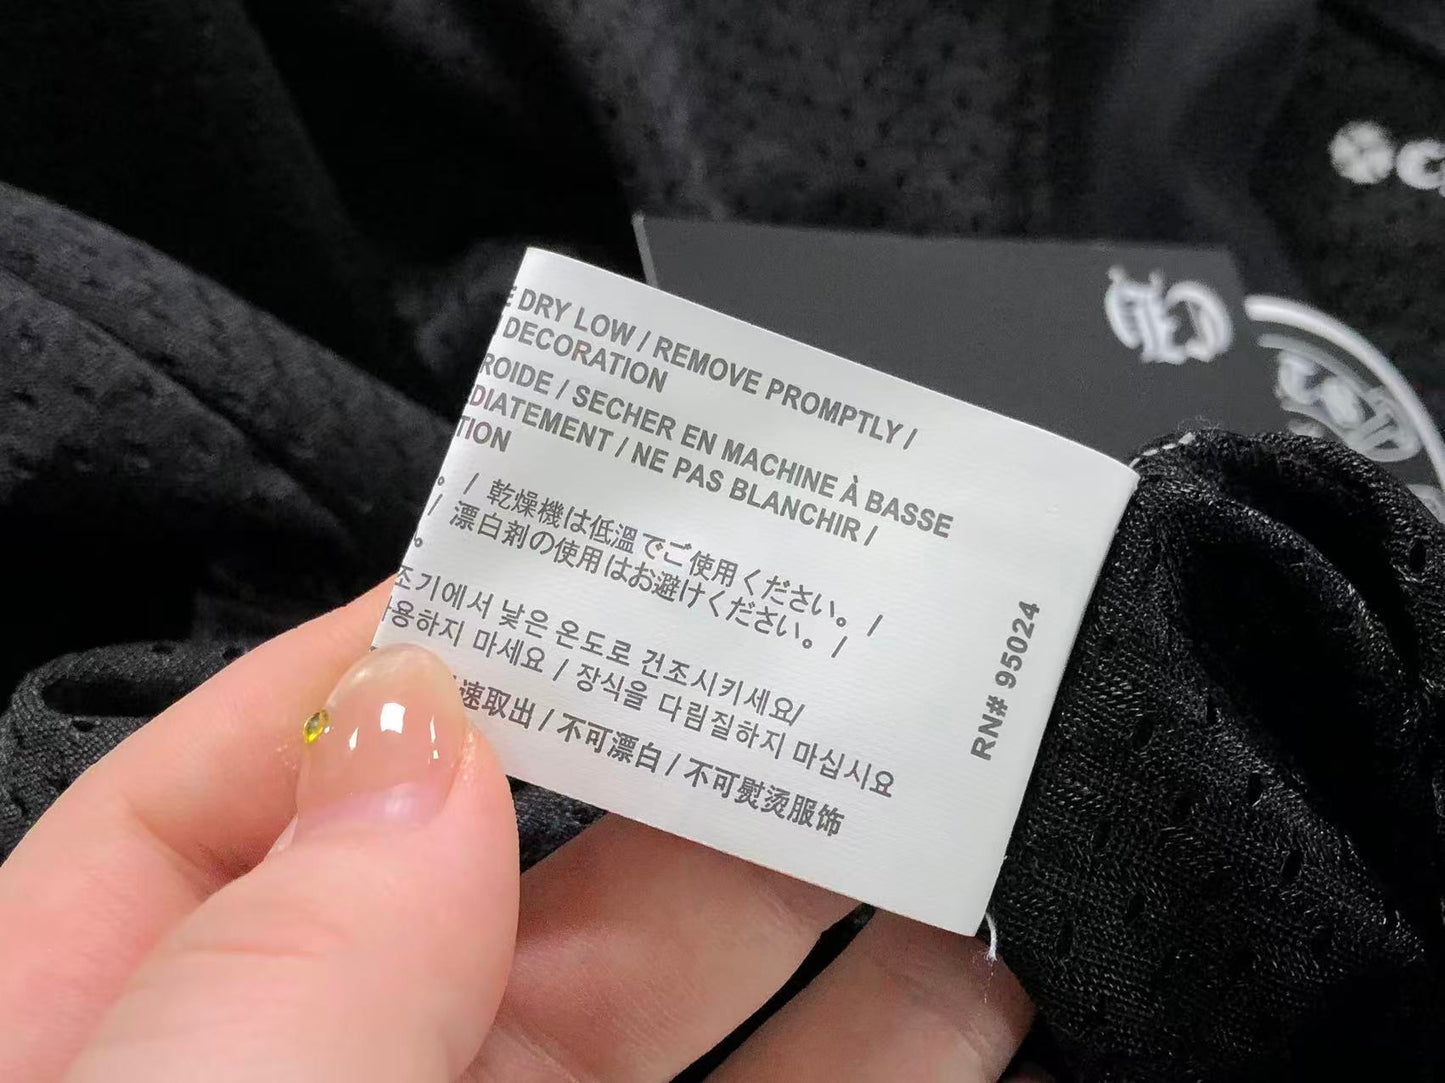 DRY LOW / REMOVE PROMPTLY /
DECORATION
ROIDE / SECHER EN MACHINE À BASSE
DIATEMENT / NE PAS BLANCHIR /
TION
。 / 乾燥機は低温でご使用ください。 /
/ 漂白剤の使用はお避けください。 /
。
조기에서 낮은 온도로 건조시키세요/
용하지 마세요 / 장식을 다림질하지 마십시요
速取出 / 不可漂白 / 不可熨烫服饰
RN# 95024